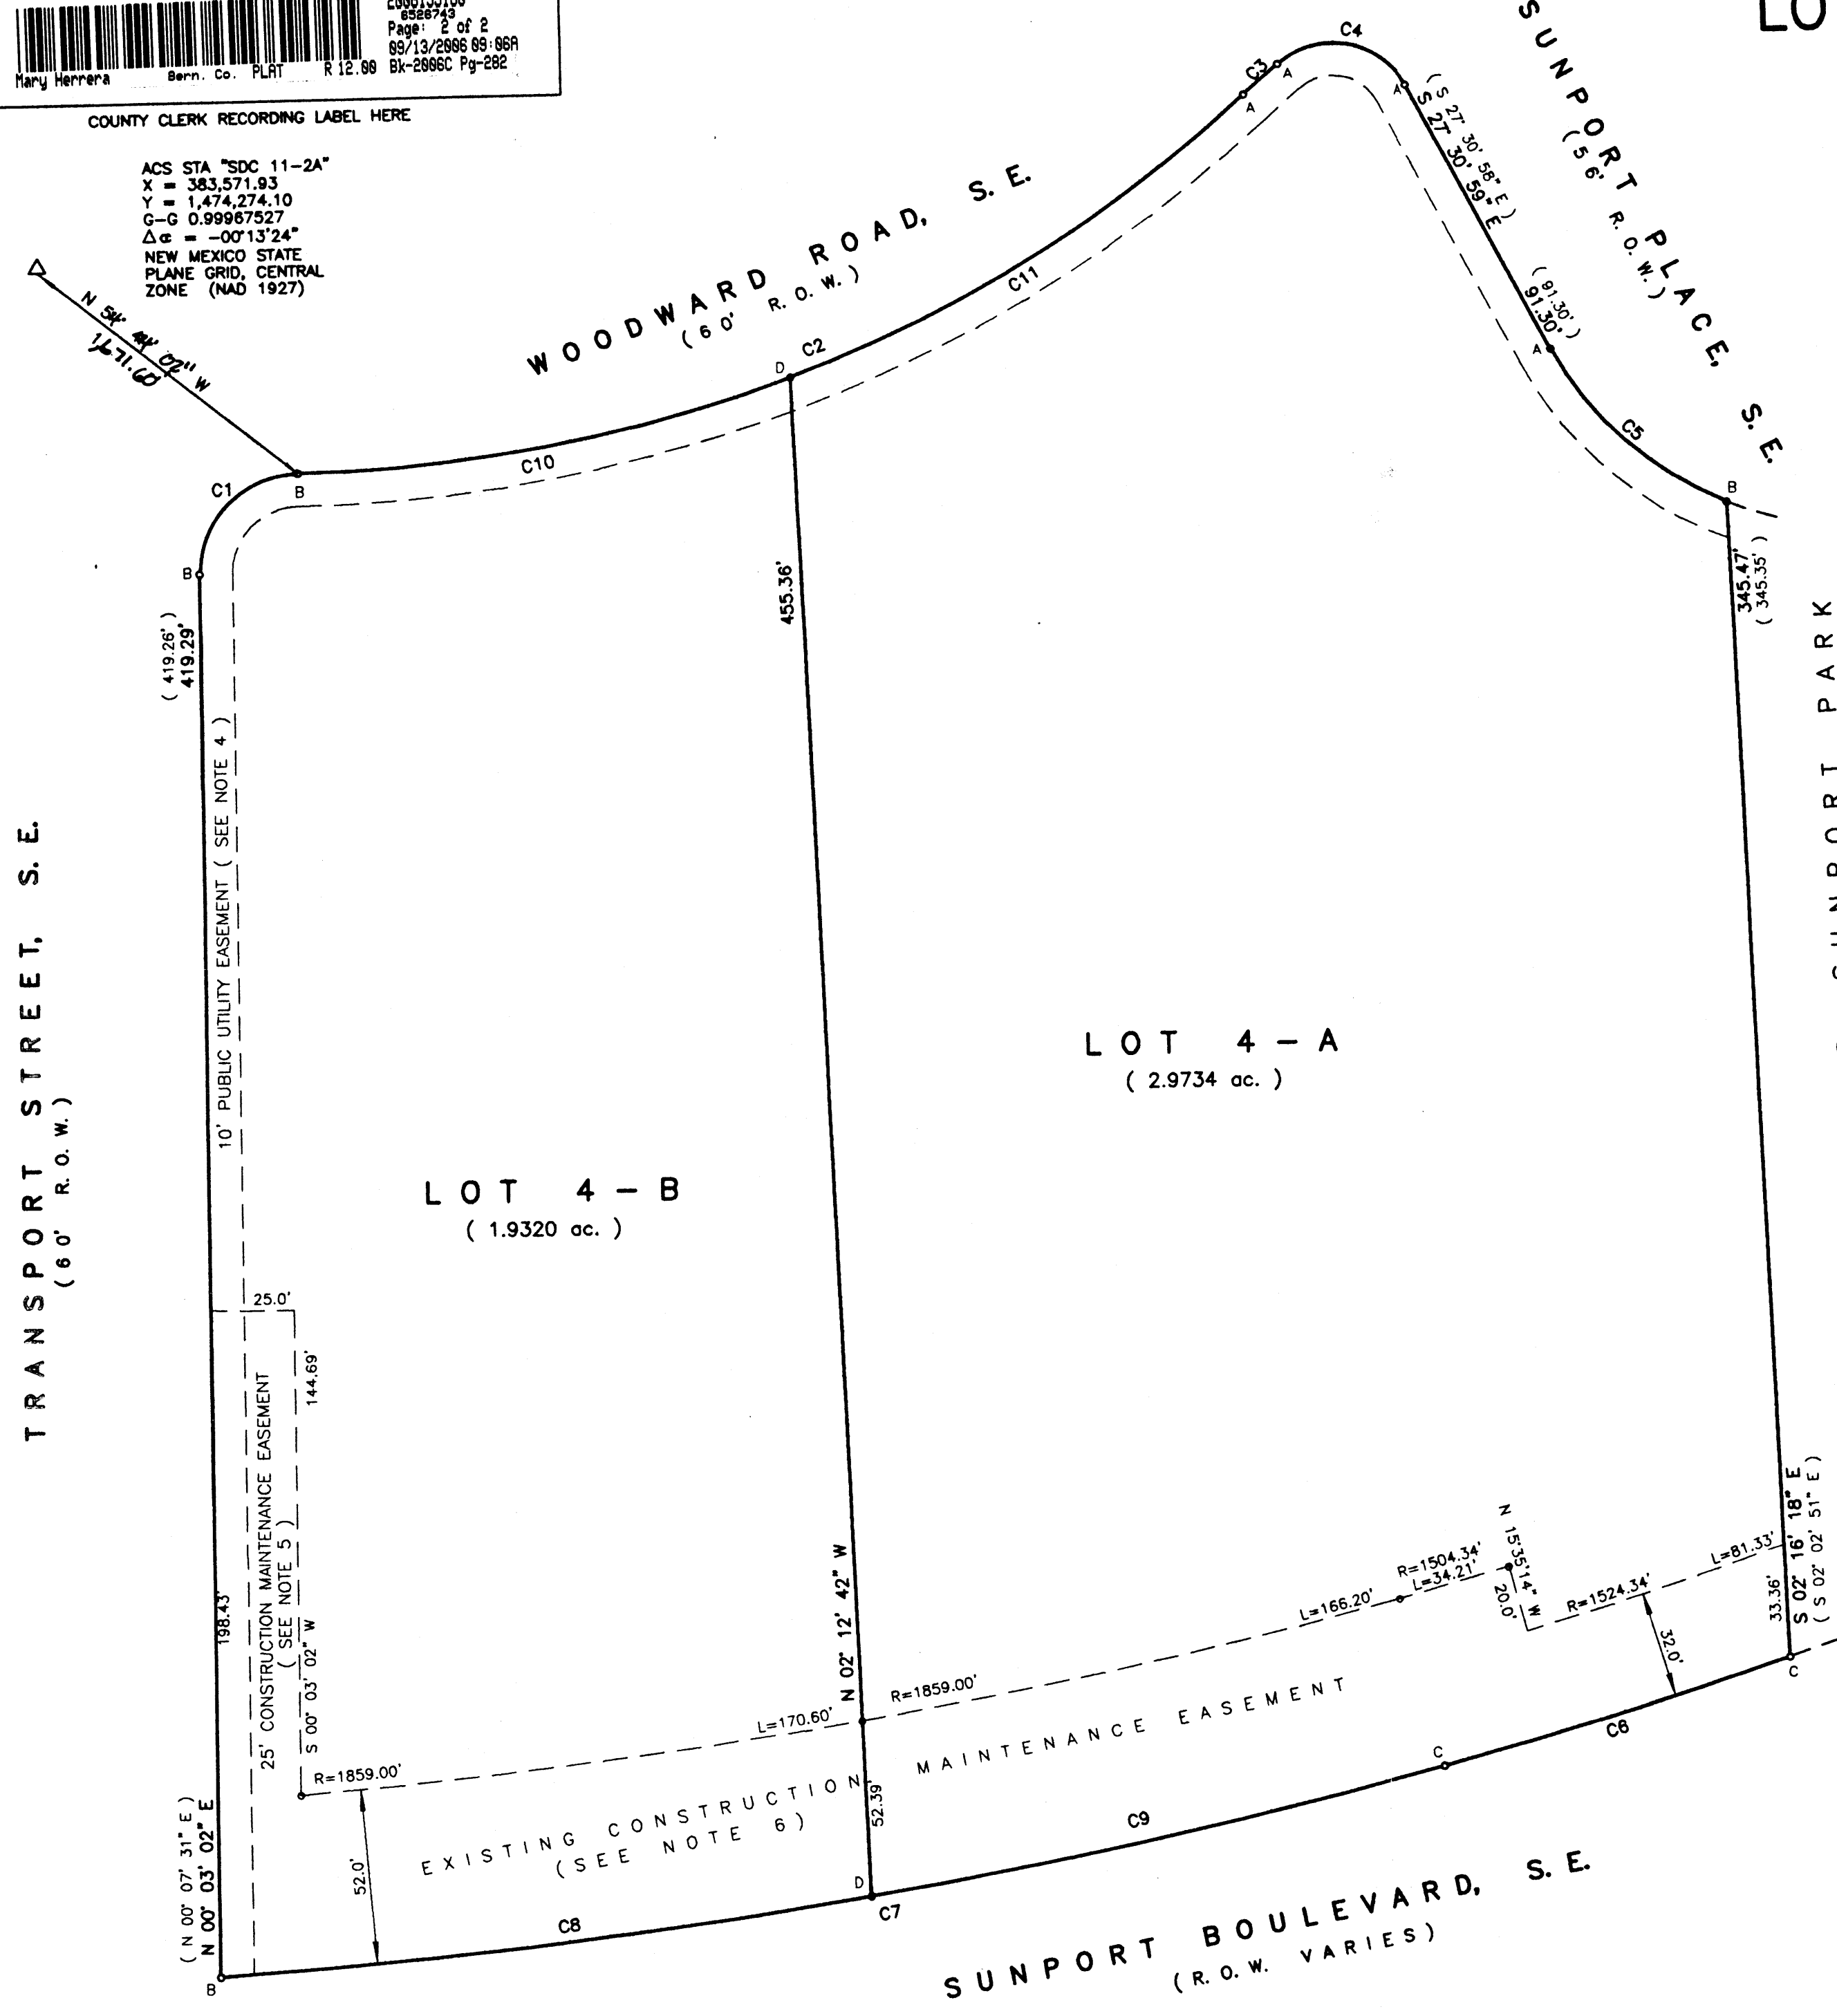 6526743
Page: 2 of 2
09/13/2006 09:06A
Mary Herrera Bern. Co. PLAT R 12.00 Bk-2006C Pg-282
LO
COUNTY CLERK RECORDING LABEL HERE
ACS STA "SDC 11-2A"
X = 383,571.93
Y = 1,474,274.10
G-G 0.99967527
Δα = -00°13'24"
NEW MEXICO STATE
PLANE GRID, CENTRAL
ZONE (NAD 1927)
N 54° 44' 02" W
1,671.60'
WOODWARD ROAD, S. E.
(60' R. O. W.)
SUNPORT PLACE, S. E.
(56' R. O. W.)
C4
C3
A
A
A
(S 27° 30' 58" E)
S 27° 30' 59" E
(91.30')
91.30'
A
C5
B
C11
C2
D
C10
C1
B
B
(419.26')
419.29'
455.36'
345.47'
(345.35')
SUNPORT PARK
TRANSPORT STREET, S. E.
(60' R. O. W.)
10' PUBLIC UTILITY EASEMENT (SEE NOTE 4)
LOT 4-A
(2.9734 ac.)
LOT 4-B
(1.9320 ac.)
25.0'
144.69'
25' CONSTRUCTION MAINTENANCE EASEMENT
(SEE NOTE 5)
S 00° 03' 02" W
198.43'
(N 00° 07' 31" E)
N 00° 03' 02" E
B
R=1859.00'
L=170.60'
N 02° 12' 42" W
R=1859.00'
L=166.20'
R=1504.34'
L=34.21'
N 15°35'14" W
20.0'
R=1524.34'
L=81.33'
32.0'
33.36'
S 02° 16' 18" E
(S 02° 02' 51" E)
C
C6
C
EXISTING CONSTRUCTION MAINTENANCE EASEMENT
(SEE NOTE 6)
52.0'
52.39'
D
C7
C8
C9
SUNPORT BOULEVARD, S. E.
(R. O. W. VARIES)